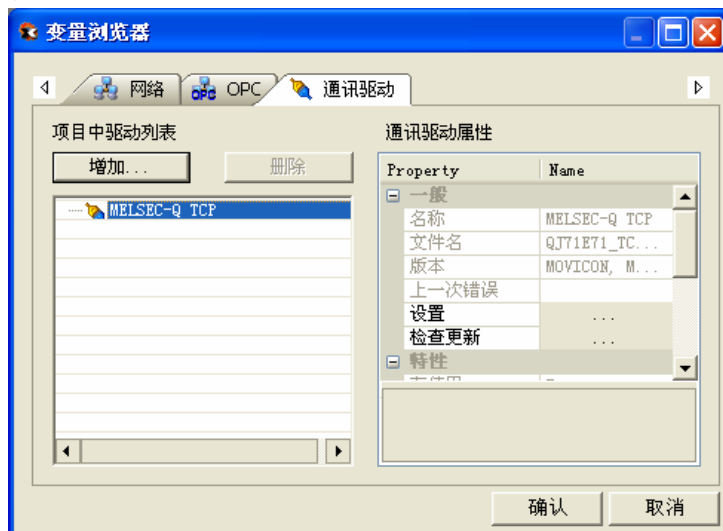 变量浏览器
网络 OPC 通讯驱动
项目中驱动列表
增加... 删除
MELSEC-Q TCP
通讯驱动属性
Property Name
一般
名称 MELSEC-Q TCP
文件名 QJ71E71_TC...
版本 MOVICON, M...
上一次错误
设置 ...
检查更新 ...
特性
确认 取消